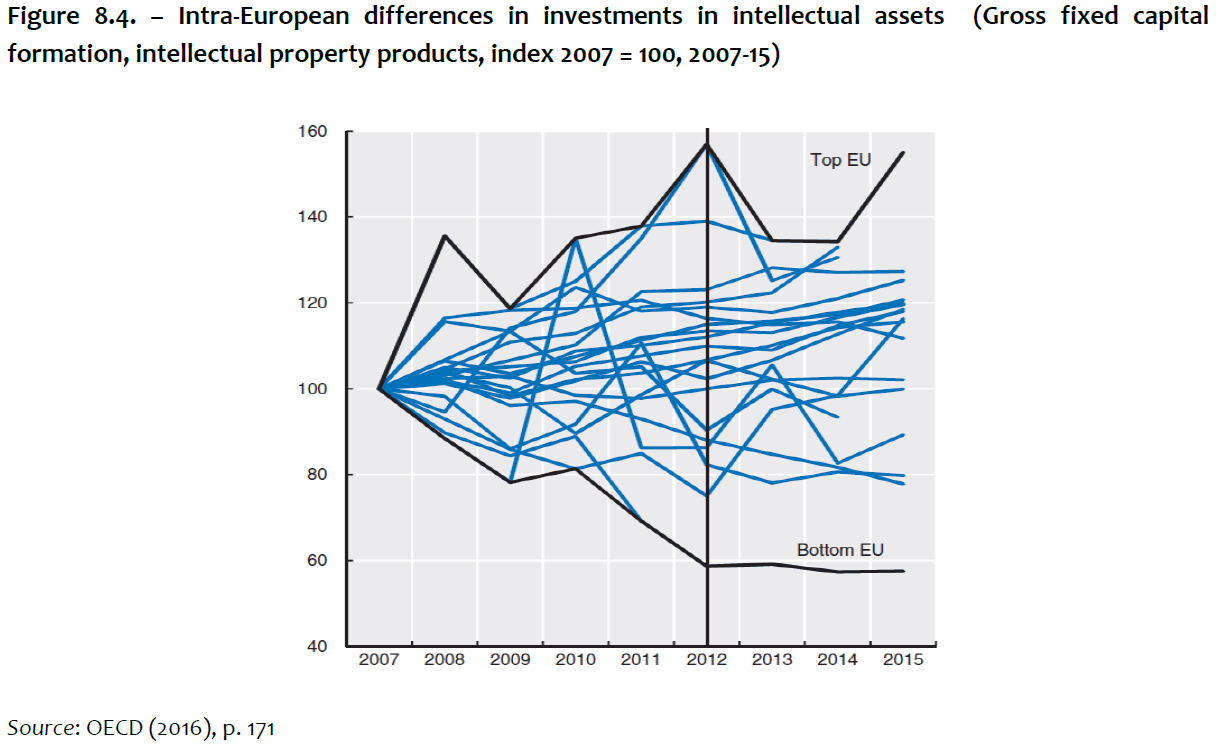 Figure 8.4. – Intra-European differences in investments in intellectual assets (Gross fixed capital
formation, intellectual property products, index 2007 = 100, 2007-15)
160
Top EU
140
120
100
80
Bottom EU
60
40
2007 2008 2009 2010 2011 2012 2013 2014 2015
Source: OECD (2016), p. 171